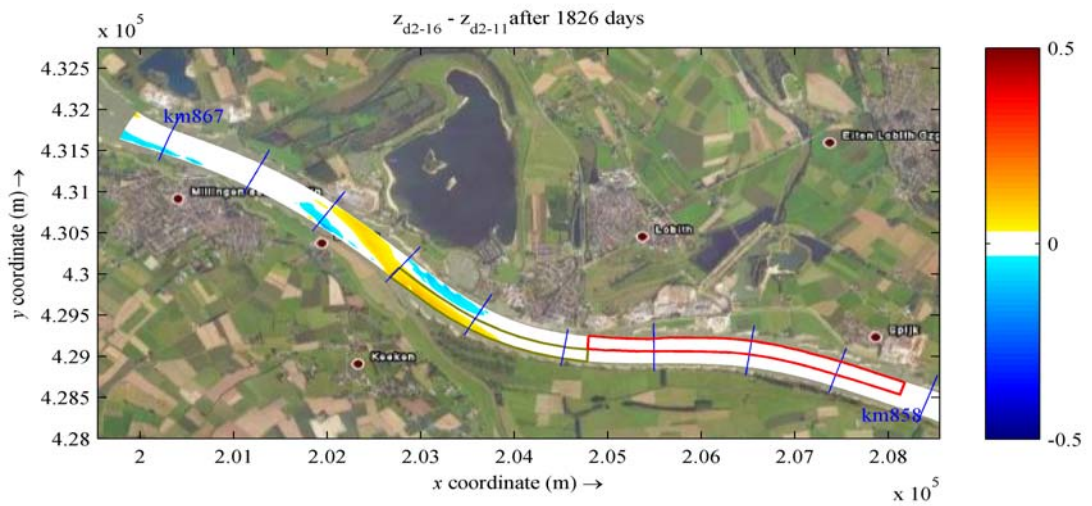 z_d2-16 - z_d2-11 after 1826 days
x 10^5
4.325
4.32
4.315
4.31
4.305
4.3
4.295
4.29
4.285
4.28
y coordinate (m) →
km867
Lobith
Spijk
Keeken
km858
2
2.01
2.02
2.03
2.04
2.05
2.06
2.07
2.08
x coordinate (m) →
x 10^5
0.5
0
-0.5